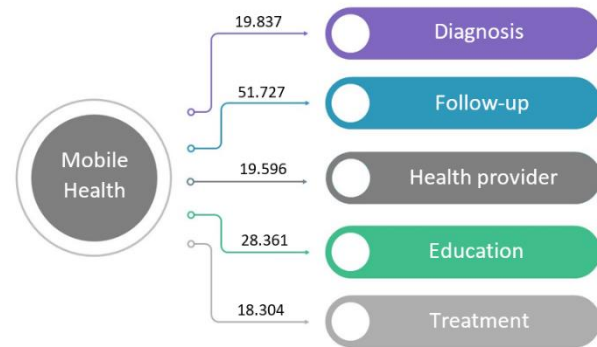 19.837
Diagnosis
51.727
Follow-up
Mobile
Health
19.596
Health provider
28.361
Education
18.304
Treatment